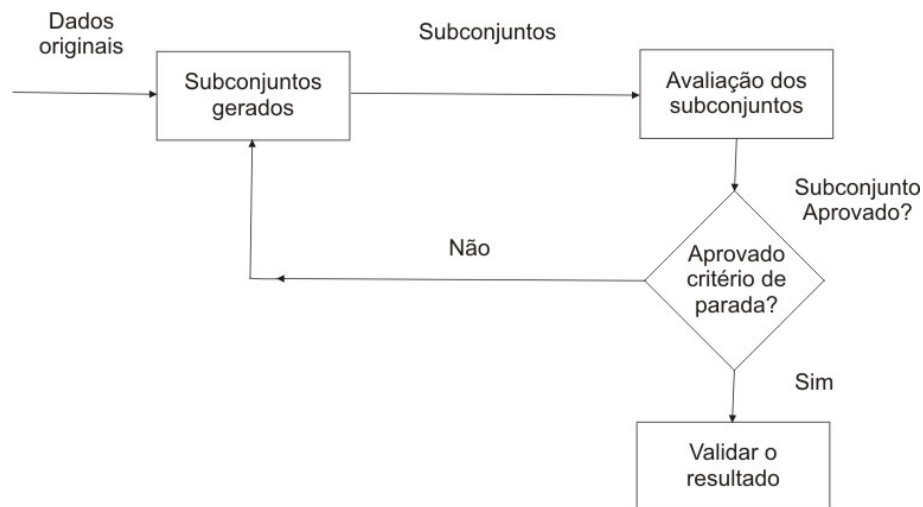 Dados
originais
Subconjuntos
gerados
Subconjuntos
Avaliação dos
subconjuntos
Subconjunto
Aprovado?
Aprovado
critério de
parada?
Não
Sim
Validar o
resultado